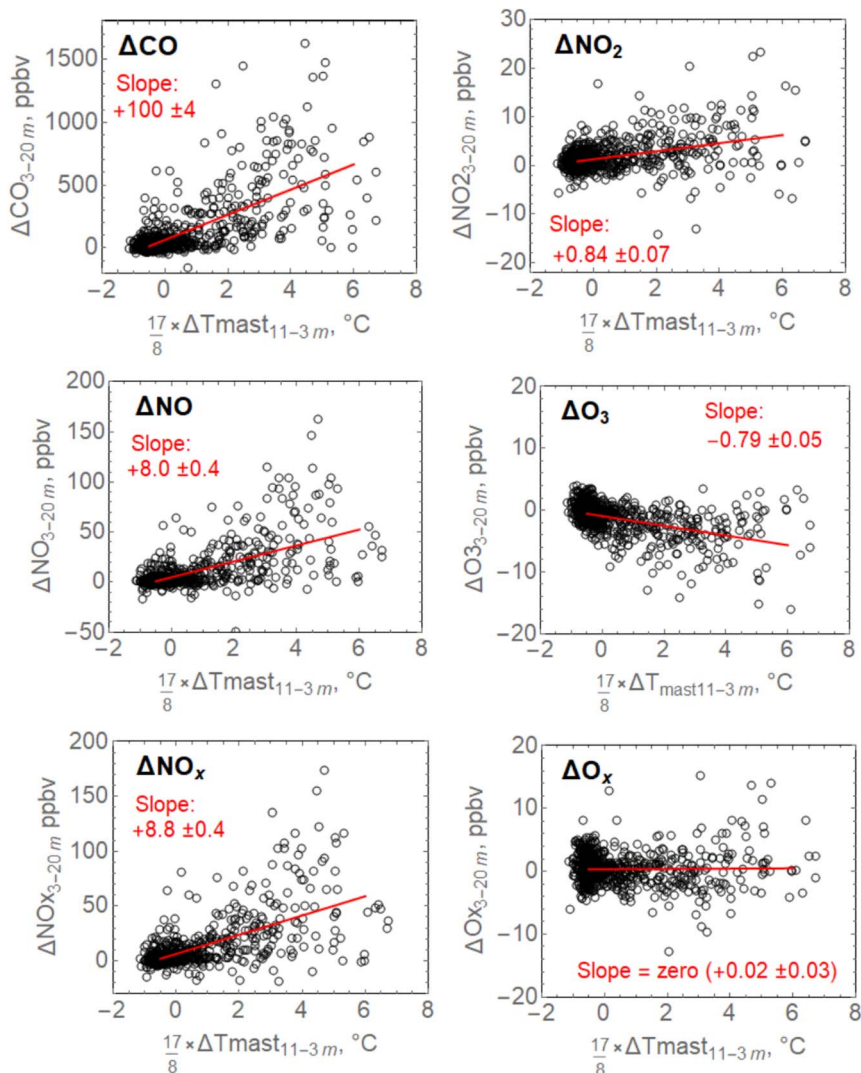 ΔCO
Slope:
+100 ±4
1500
1000
500
0
ΔCO3−20 m, ppbv
−2 0 2 4 6 8
17/8 × ΔTmast11−3 m, °C
ΔNO2
30
20
10
0
−10
−20
ΔNO23−20 m, ppbv
Slope:
+0.84 ±0.07
−2 0 2 4 6 8
17/8 × ΔTmast11−3 m, °C
ΔNO
Slope:
+8.0 ±0.4
200
150
100
50
0
−50
ΔNO3−20 m, ppbv
−2 0 2 4 6 8
17/8 × ΔTmast11−3 m, °C
ΔO3
Slope:
−0.79 ±0.05
20
10
0
−10
−20
ΔO33−20 m, ppbv
−2 0 2 4 6 8
17/8 × ΔTmast11−3 m, °C
ΔNOx
Slope:
+8.8 ±0.4
200
150
100
50
0
ΔNOx3−20 m ppbv
−2 0 2 4 6 8
17/8 × ΔTmast11−3 m, °C
ΔOx
20
10
0
−10
−20
ΔOx3−20 m, ppbv
Slope = zero (+0.02 ±0.03)
−2 0 2 4 6 8
17/8 × ΔTmast11−3 m, °C